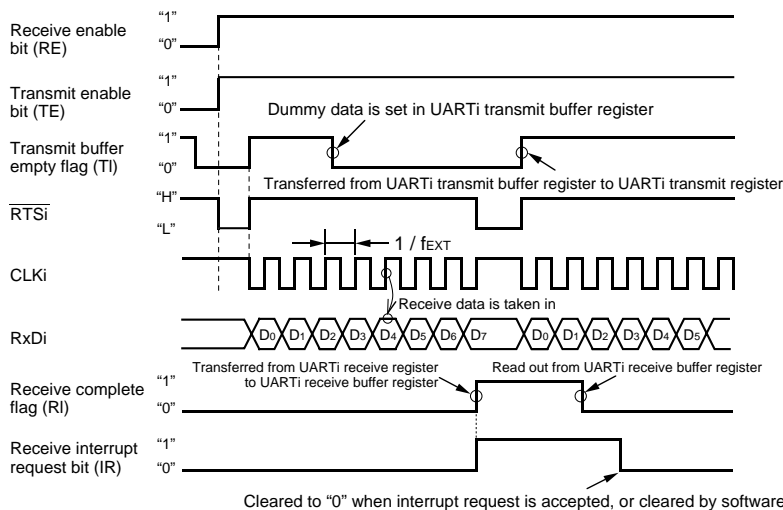 Receive enable bit (RE)
“1”
“0”
Transmit enable bit (TE)
“1”
“0”
Dummy data is set in UARTi transmit buffer register
Transmit buffer empty flag (TI)
“1”
“0”
Transferred from UARTi transmit buffer register to UARTi transmit register
RTSi
“H”
“L”
1 / fEXT
CLKi
Receive data is taken in
RxDi
D0 D1 D2 D3 D4 D5 D6 D7 D0 D1 D2 D3 D4 D5
Transferred from UARTi receive register
to UARTi receive buffer register
Read out from UARTi receive buffer register
Receive complete flag (RI)
“1”
“0”
Receive interrupt request bit (IR)
“1”
“0”
Cleared to “0” when interrupt request is accepted, or cleared by software